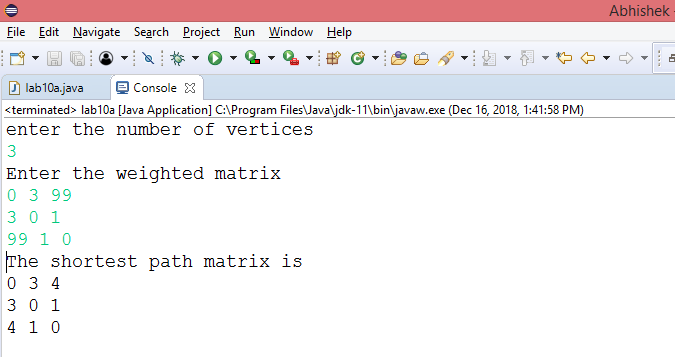 Abhishek
File Edit Navigate Search Project Run Window Help
lab10a.java Console
<terminated> lab10a [Java Application] C:\Program Files\Java\jdk-11\bin\javaw.exe (Dec 16, 2018, 1:41:58 PM)
enter the number of vertices
3
Enter the weighted matrix
0 3 99
3 0 1
99 1 0
The shortest path matrix is
0 3 4
3 0 1
4 1 0